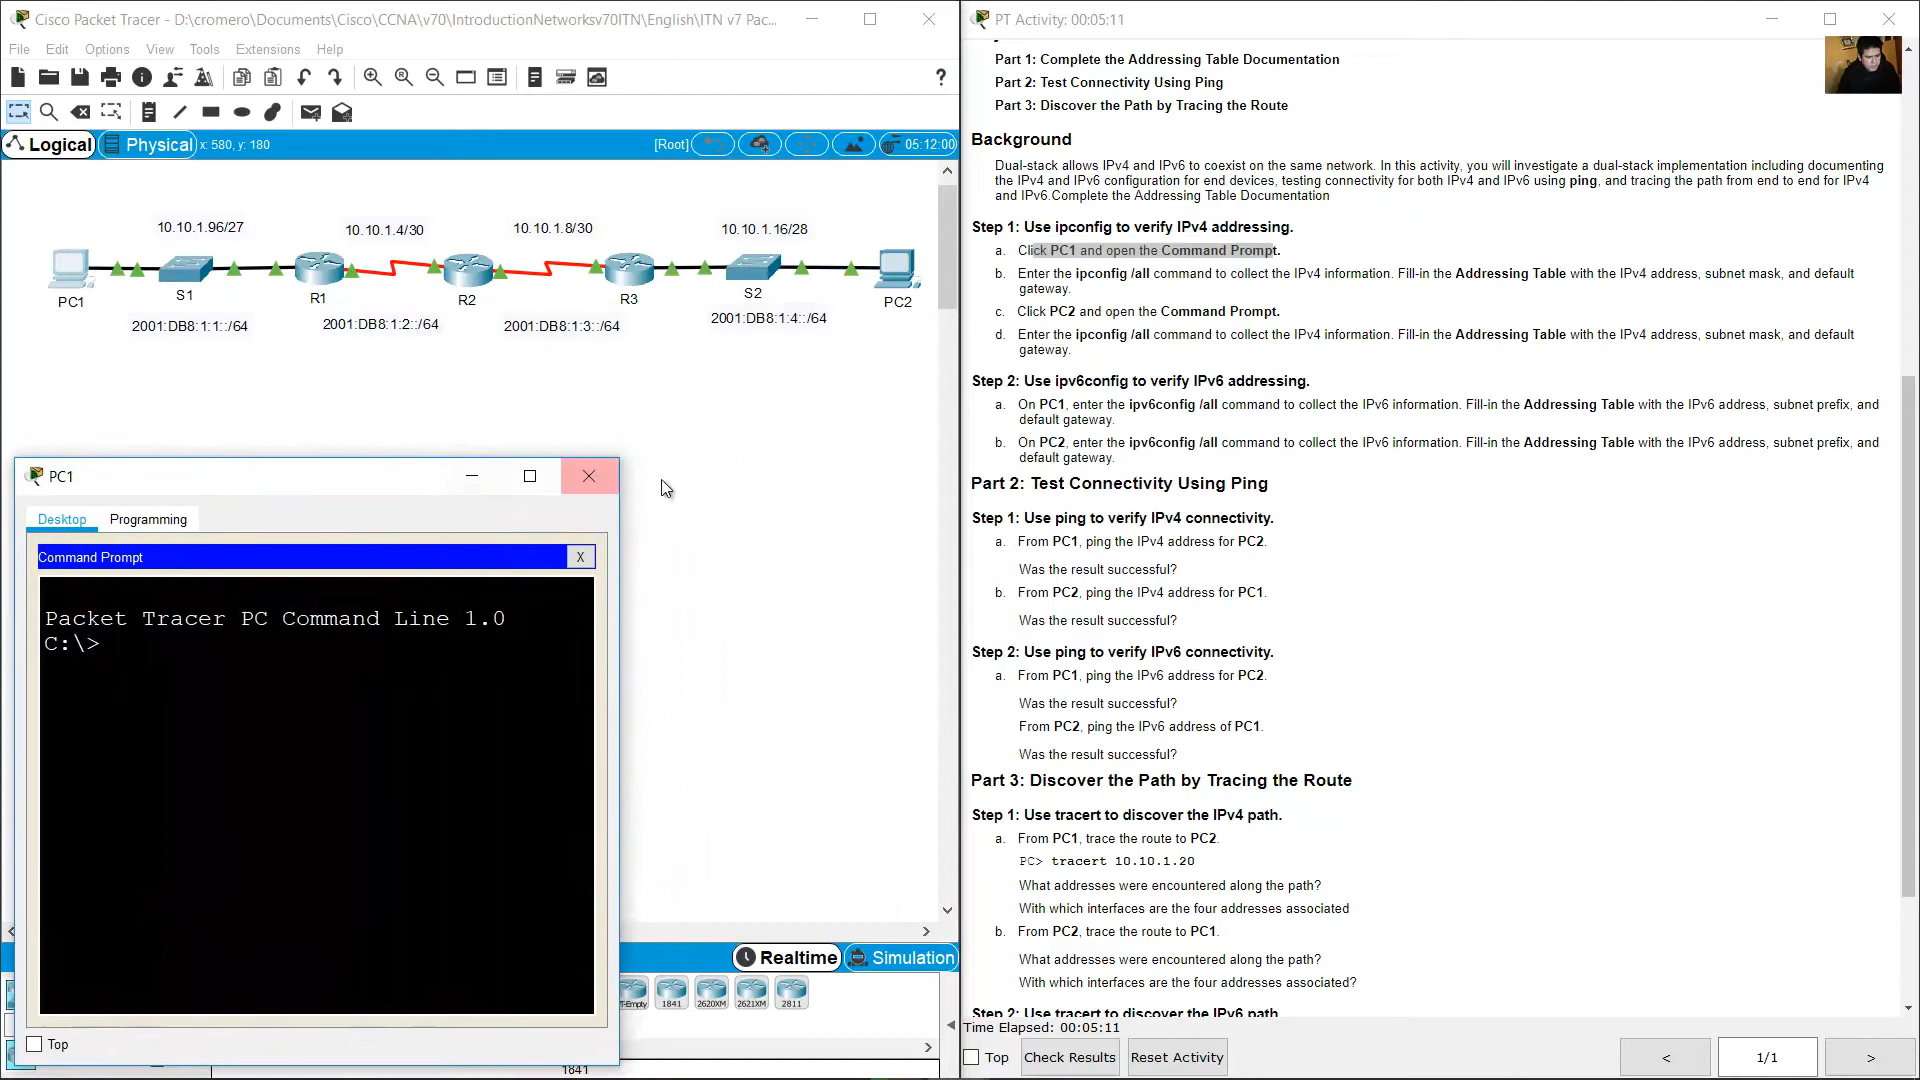 Cisco Packet Tracer - D:\cromero\Documents\Cisco\CCNA\v70\IntroductionNetworksv70ITN\English\ITN v7 Pac...
File Edit Options View Tools Extensions Help
Logical Physical x: 580, y: 180 [Root] 05:12:00
10.10.1.96/27 10.10.1.4/30 10.10.1.8/30 10.10.1.16/28
PC1 S1 R1 R2 R3 S2 PC2
2001:DB8:1:1::/64 2001:DB8:1:2::/64 2001:DB8:1:3::/64 2001:DB8:1:4::/64
PC1
Desktop Programming
Command Prompt X
Packet Tracer PC Command Line 1.0
C:\>
Top
Realtime Simulation
1841 2620XM 2621XM 2811
1841
PT Activity: 00:05:11
Part 1: Complete the Addressing Table Documentation
Part 2: Test Connectivity Using Ping
Part 3: Discover the Path by Tracing the Route
Background
Dual-stack allows IPv4 and IPv6 to coexist on the same network. In this activity, you will investigate a dual-stack implementation including documenting
the IPv4 and IPv6 configuration for end devices, testing connectivity for both IPv4 and IPv6 using ping, and tracing the path from end to end for IPv4
and IPv6.Complete the Addressing Table Documentation
Step 1: Use ipconfig to verify IPv4 addressing.
a. Click PC1 and open the Command Prompt.
b. Enter the ipconfig /all command to collect the IPv4 information. Fill-in the Addressing Table with the IPv4 address, subnet mask, and default
gateway.
c. Click PC2 and open the Command Prompt.
d. Enter the ipconfig /all command to collect the IPv4 information. Fill-in the Addressing Table with the IPv4 address, subnet mask, and default
gateway.
Step 2: Use ipv6config to verify IPv6 addressing.
a. On PC1, enter the ipv6config /all command to collect the IPv6 information. Fill-in the Addressing Table with the IPv6 address, subnet prefix, and
default gateway.
b. On PC2, enter the ipv6config /all command to collect the IPv6 information. Fill-in the Addressing Table with the IPv6 address, subnet prefix, and
default gateway.
Part 2: Test Connectivity Using Ping
Step 1: Use ping to verify IPv4 connectivity.
a. From PC1, ping the IPv4 address for PC2.
Was the result successful?
b. From PC2, ping the IPv4 address for PC1.
Was the result successful?
Step 2: Use ping to verify IPv6 connectivity.
a. From PC1, ping the IPv6 address for PC2.
Was the result successful?
From PC2, ping the IPv6 address of PC1.
Was the result successful?
Part 3: Discover the Path by Tracing the Route
Step 1: Use tracert to discover the IPv4 path.
a. From PC1, trace the route to PC2.
PC> tracert 10.10.1.20
What addresses were encountered along the path?
With which interfaces are the four addresses associated
b. From PC2, trace the route to PC1.
What addresses were encountered along the path?
With which interfaces are the four addresses associated?
Step 2: Use tracert to discover the IPv6 path
Time Elapsed: 00:05:11
Top Check Results Reset Activity < 1/1 >